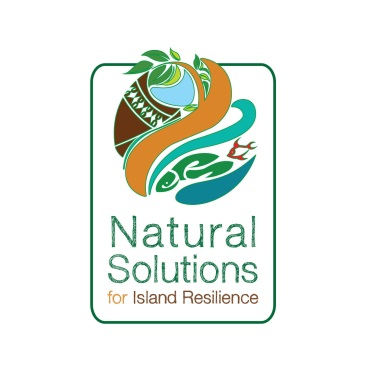 Natural
Solutions
for Island Resilience